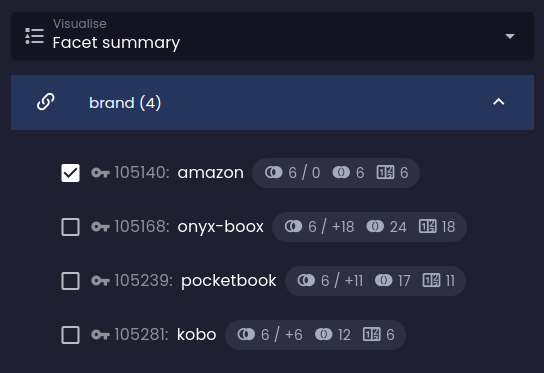 Visualise
Facet summary
brand (4)
105140: amazon 6 / 0 6 6
105168: onyx-boox 6 / +18 24 18
105239: pocketbook 6 / +11 17 11
105281: kobo 6 / +6 12 6